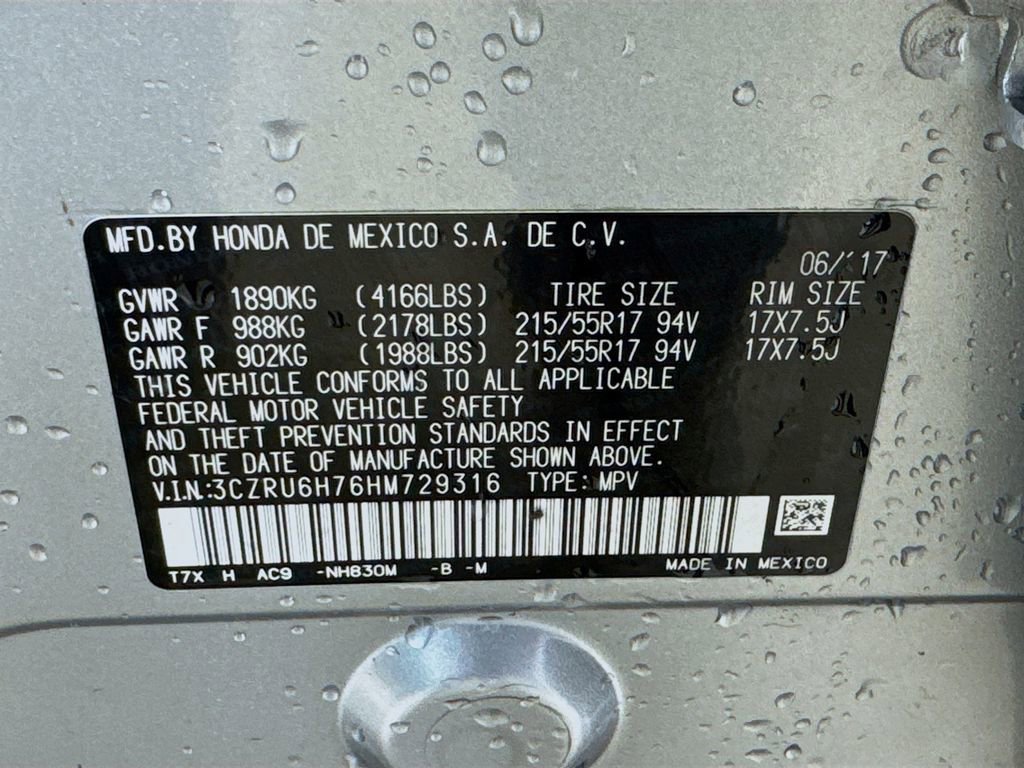 MFD.BY HONDA DE MEXICO S.A. DE C.V.
06/'17
GVWR 1890KG (4166LBS) TIRE SIZE RIM SIZE
GAWR F 988KG (2178LBS) 215/55R17 94V 17X7.5J
GAWR R 902KG (1988LBS) 215/55R17 94V 17X7.5J
THIS VEHICLE CONFORMS TO ALL APPLICABLE
FEDERAL MOTOR VEHICLE SAFETY
AND THEFT PREVENTION STANDARDS IN EFFECT
ON THE DATE OF MANUFACTURE SHOWN ABOVE.
V.I.N.:3CZRU6H76HM729316 TYPE:MPV
T7X H AC9 -NH830M -B -M MADE IN MEXICO